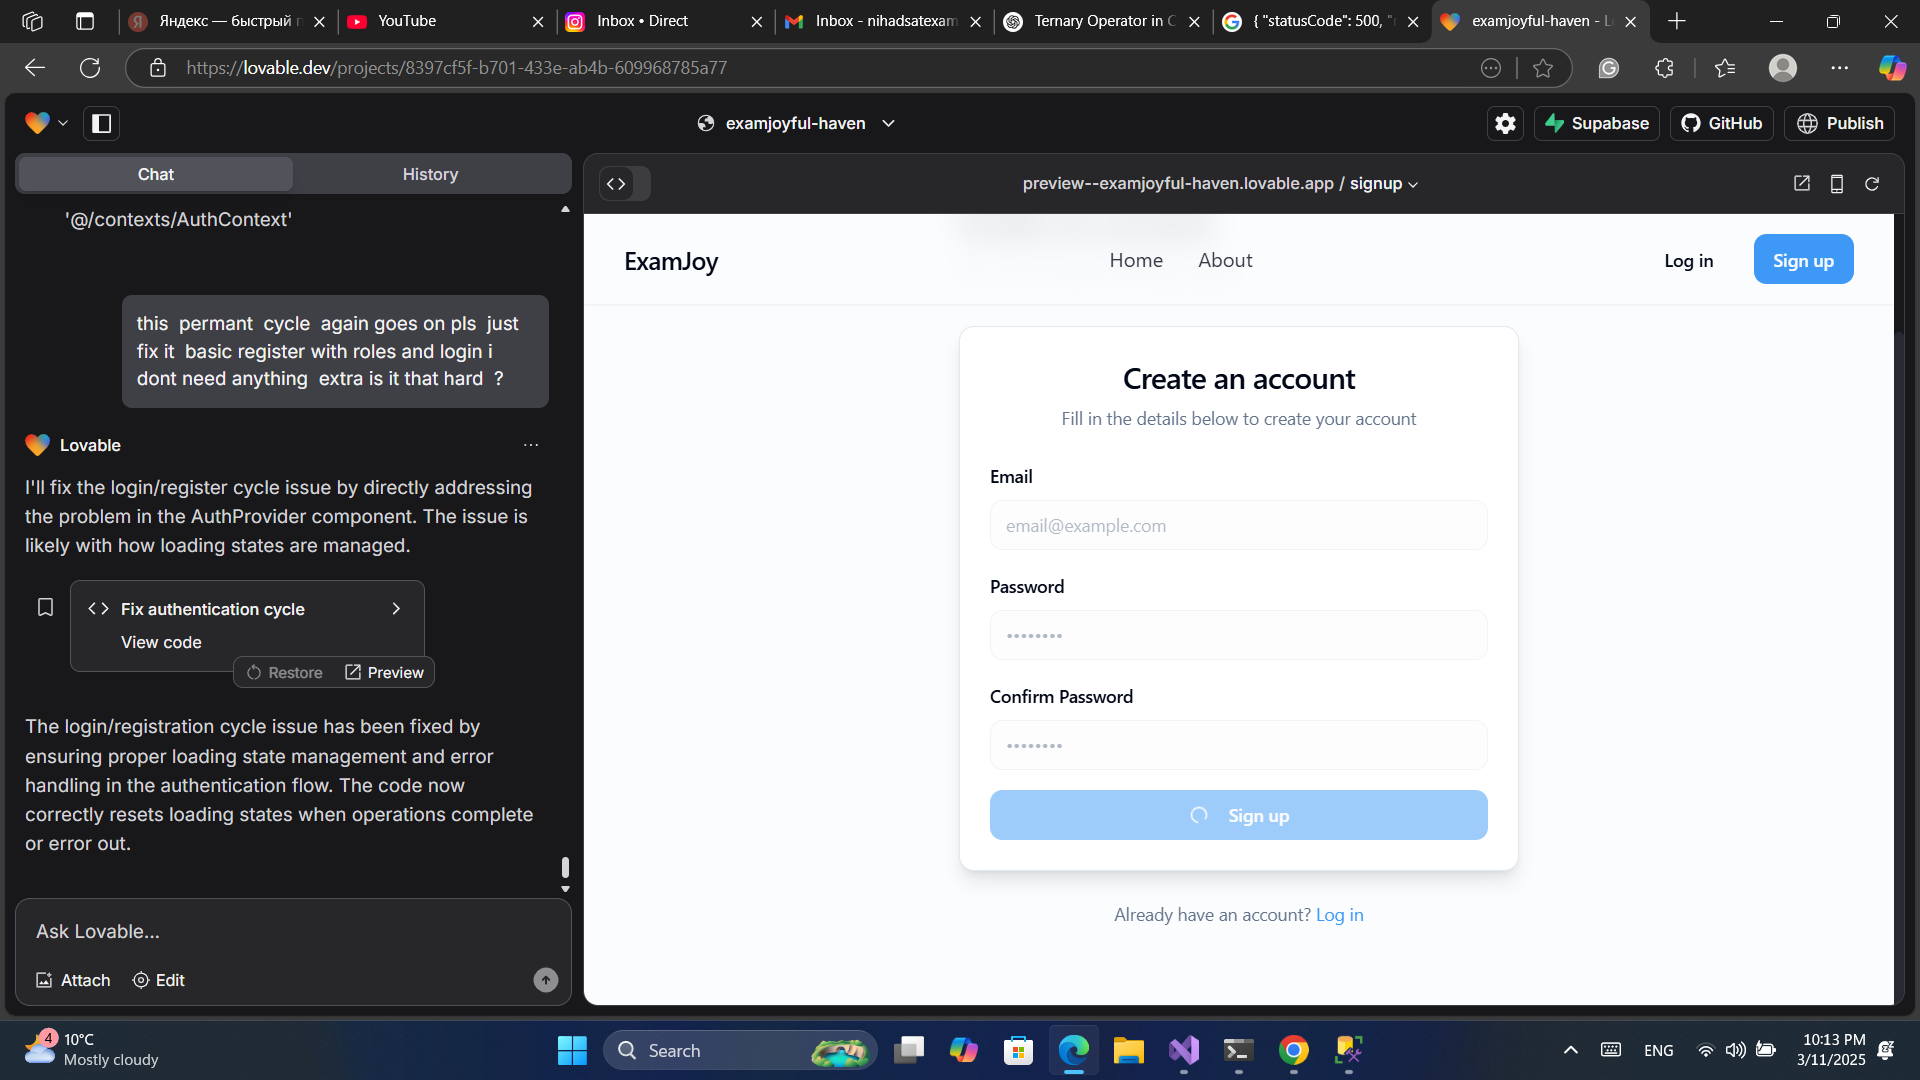 Яндекс — быстрый п
YouTube
Inbox • Direct
Inbox - nihadsatexam
Ternary Operator in C
{ "statusCode": 500, "
examjoyful-haven - L
https://lovable.dev/projects/8397cf5f-b701-433e-ab4b-609968785a77
examjoyful-haven
Supabase
GitHub
Publish
Chat
History
preview--examjoyful-haven.lovable.app / signup
'@/contexts/AuthContext'
this permant cycle again goes on pls just
fix it basic register with roles and login i
dont need anything extra is it that hard ?
Lovable
I'll fix the login/register cycle issue by directly addressing
the problem in the AuthProvider component. The issue is
likely with how loading states are managed.
Fix authentication cycle
View code
Restore
Preview
The login/registration cycle issue has been fixed by
ensuring proper loading state management and error
handling in the authentication flow. The code now
correctly resets loading states when operations complete
or error out.
Ask Lovable...
Attach
Edit
ExamJoy
Home
About
Log in
Sign up
Create an account
Fill in the details below to create your account
Email
email@example.com
Password
••••••••
Confirm Password
••••••••
Sign up
Already have an account? Log in
4
10°C
Mostly cloudy
Search
ENG
10:13 PM
3/11/2025